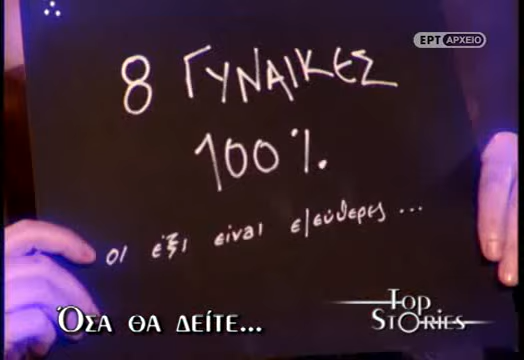 ΕΡΤ ΑΡΧΕΙΟ
8 ΓΥΝΑΙΚΕΣ
100%
οι έξι είναι ελεύθερες...
ΌΣΑ ΘΑ ΔΕΙΤΕ...
TOP
STORIES